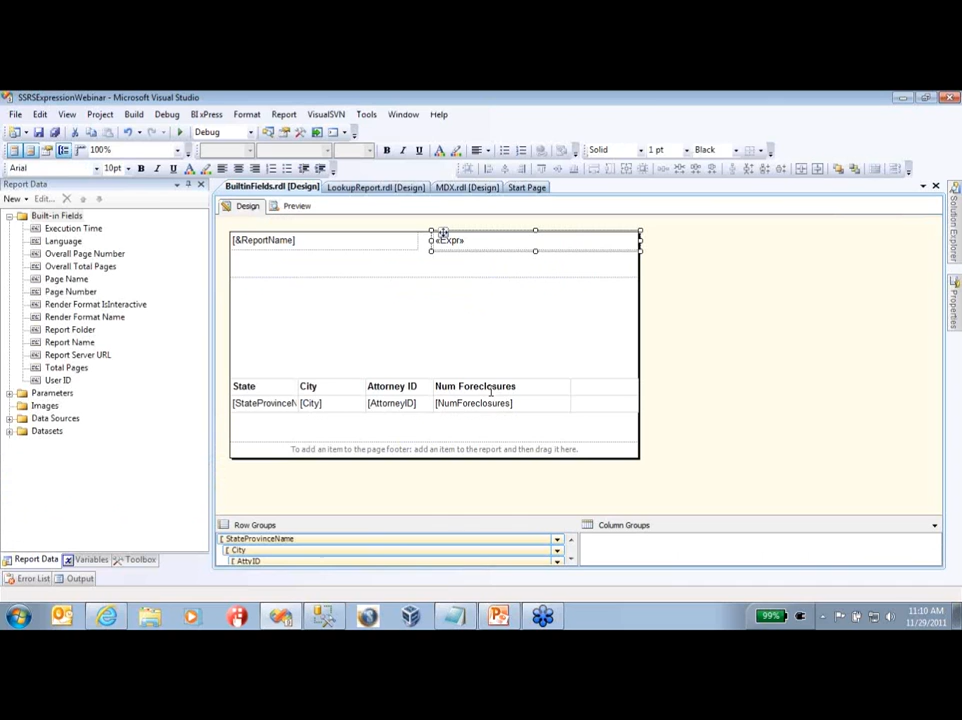 SSRSExpressionWebinar - Microsoft Visual Studio
File Edit View Project Build Debug BI xPress Format Report VisualSVN Tools Window Help
Debug
100% Solid 1 pt Black
Arial 10pt
Report Data
BuiltinFields.rdl [Design] LookupReport.rdl [Design] MDX.rdl [Design] Start Page
New Edit...
Design Preview
Built-in Fields
Execution Time
Language
Overall Page Number
Overall Total Pages
Page Name
Page Number
Render Format IsInteractive
Render Format Name
Report Folder
Report Name
Report Server URL
Total Pages
User ID
Parameters
Images
Data Sources
Datasets
[&ReportName] «Expr»
State City Attorney ID Num Foreclosures
[StateProvinceN [City] [AttorneyID] [NumForeclosures]
To add an item to the page footer: add an item to the report and then drag it here.
Solution Explorer
Properties
Row Groups Column Groups
StateProvinceName
City
AttyID
Report Data Variables Toolbox
Error List Output
99%
11:10 AM
11/29/2011